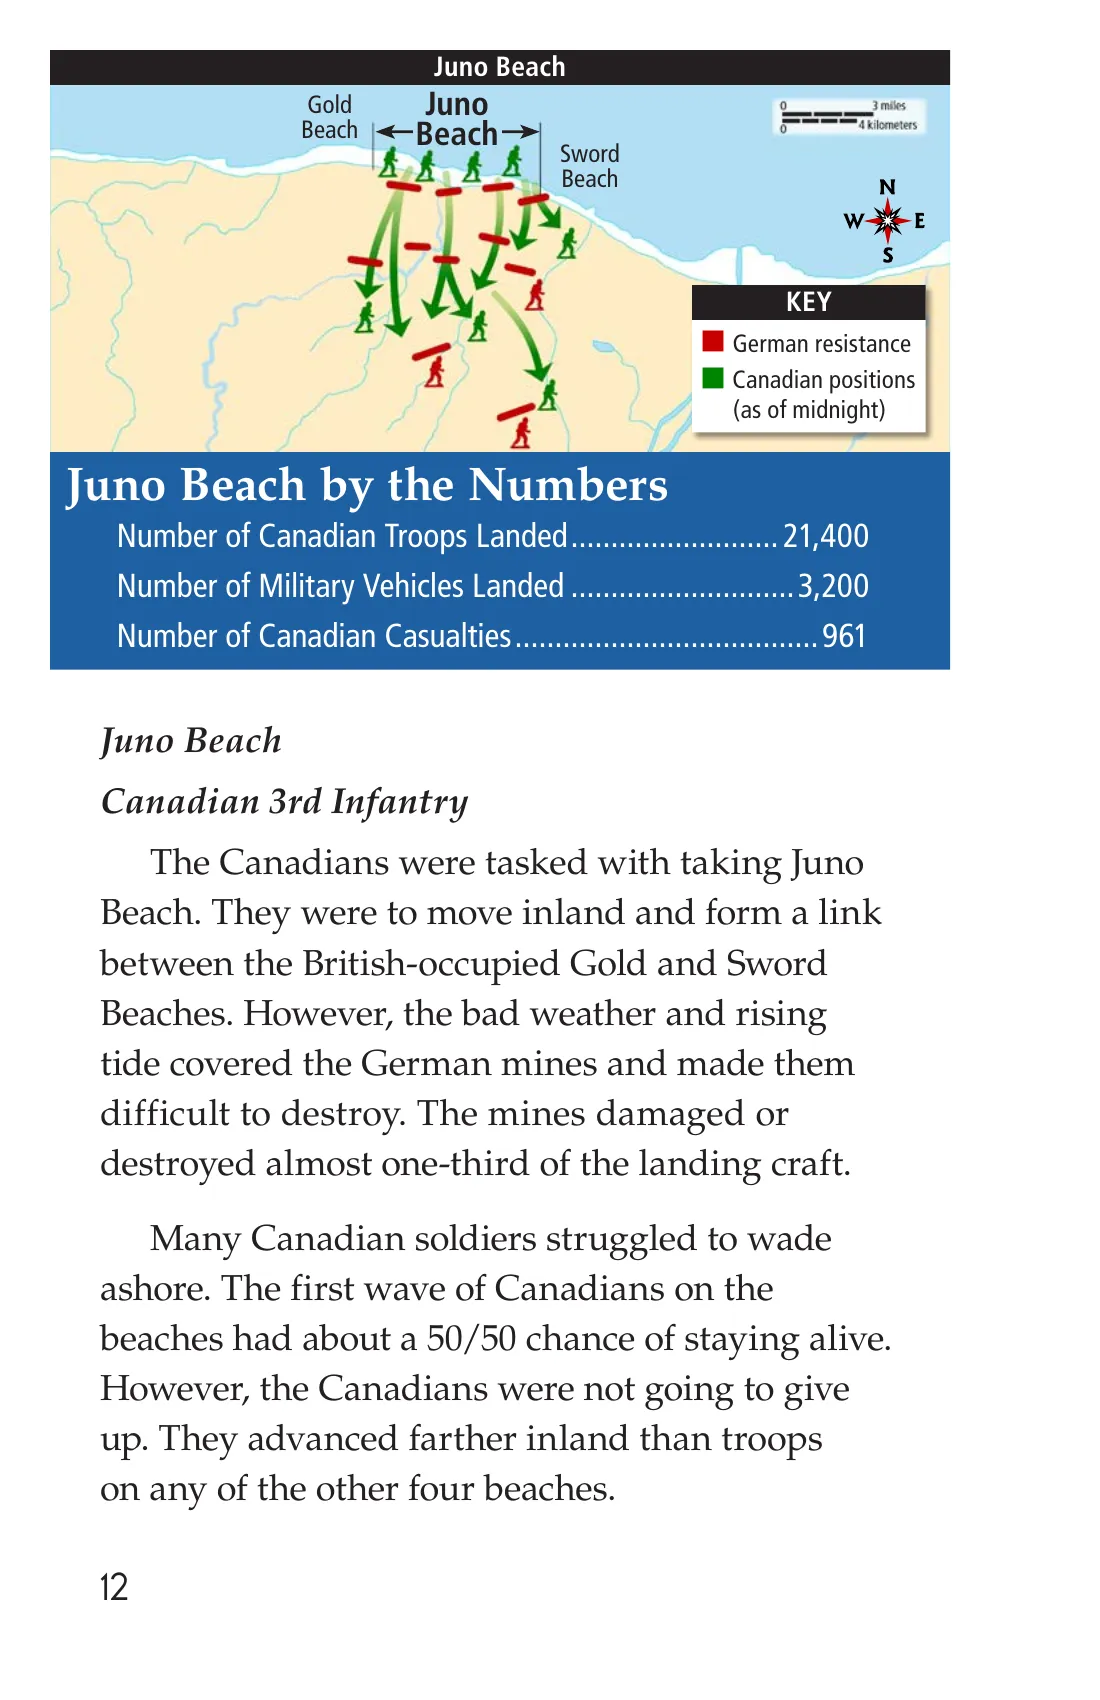 Juno Beach
Gold
Beach
Juno
Beach
Sword
Beach
0 3 miles
0 4 kilometers
N
W E
S
KEY
German resistance
Canadian positions
(as of midnight)
Juno Beach by the Numbers
Number of Canadian Troops Landed.......................... 21,400
Number of Military Vehicles Landed ............................3,200
Number of Canadian Casualties...................................... 961
Juno Beach
Canadian 3rd Infantry
The Canadians were tasked with taking Juno
Beach. They were to move inland and form a link
between the British-occupied Gold and Sword
Beaches. However, the bad weather and rising
tide covered the German mines and made them
difficult to destroy. The mines damaged or
destroyed almost one-third of the landing craft.
Many Canadian soldiers struggled to wade
ashore. The first wave of Canadians on the
beaches had about a 50/50 chance of staying alive.
However, the Canadians were not going to give
up. They advanced farther inland than troops
on any of the other four beaches.
12